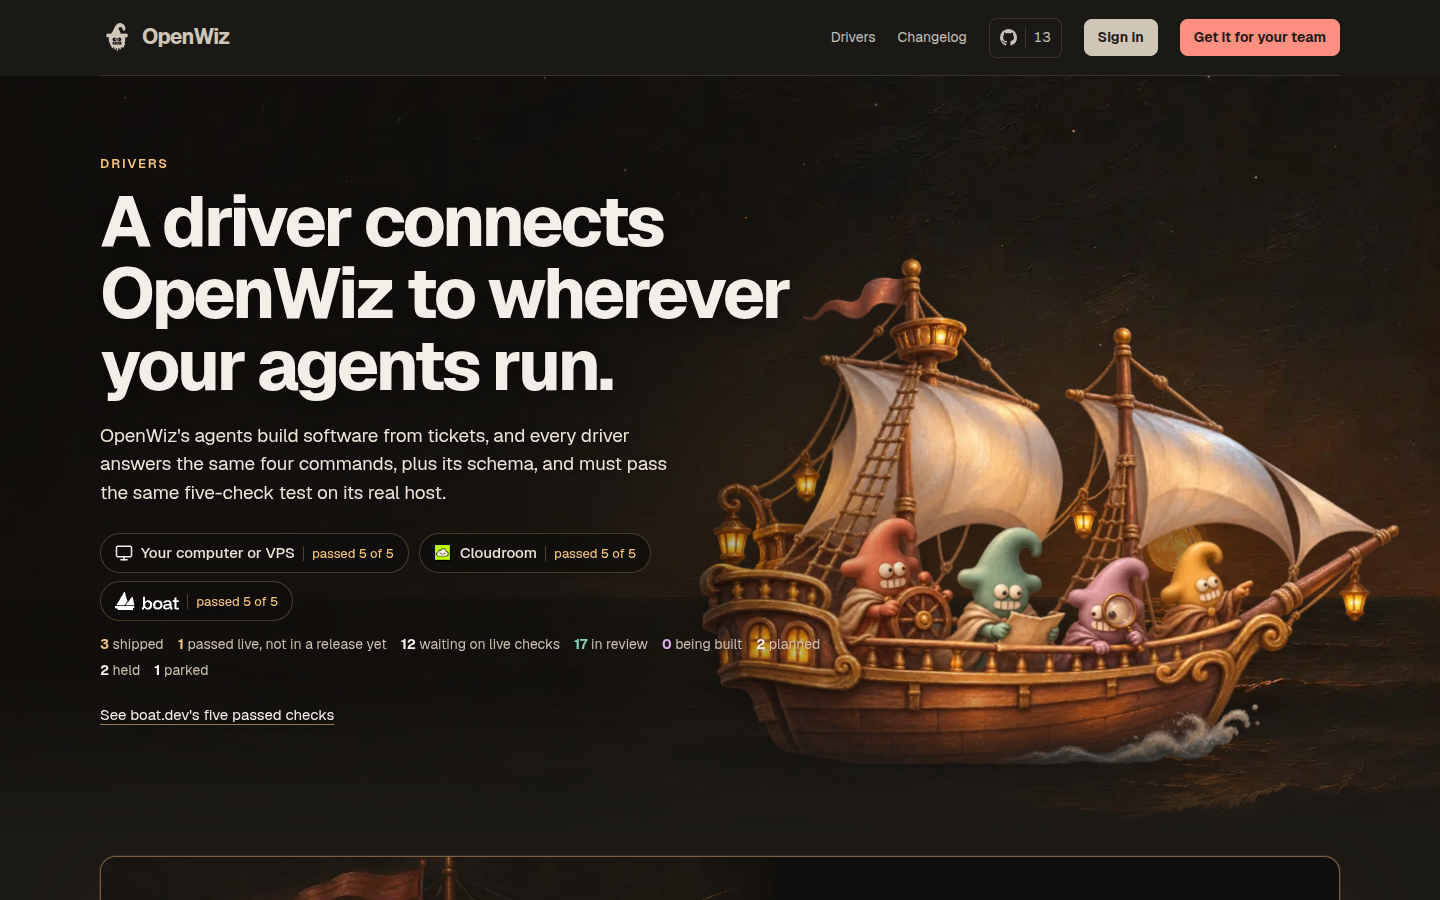 OpenWiz
Drivers
Changelog
13
Sign in
Get it for your team
DRIVERS
A driver connects
OpenWiz to wherever
your agents run.
OpenWiz's agents build software from tickets, and every driver
answers the same four commands, plus its schema, and must pass
the same five-check test on its real host.
Your computer or VPS passed 5 of 5
Cloudroom passed 5 of 5
boat passed 5 of 5
3 shipped 1 passed live, not in a release yet 12 waiting on live checks 17 in review 0 being built 2 planned
2 held 1 parked
See boat.dev's five passed checks